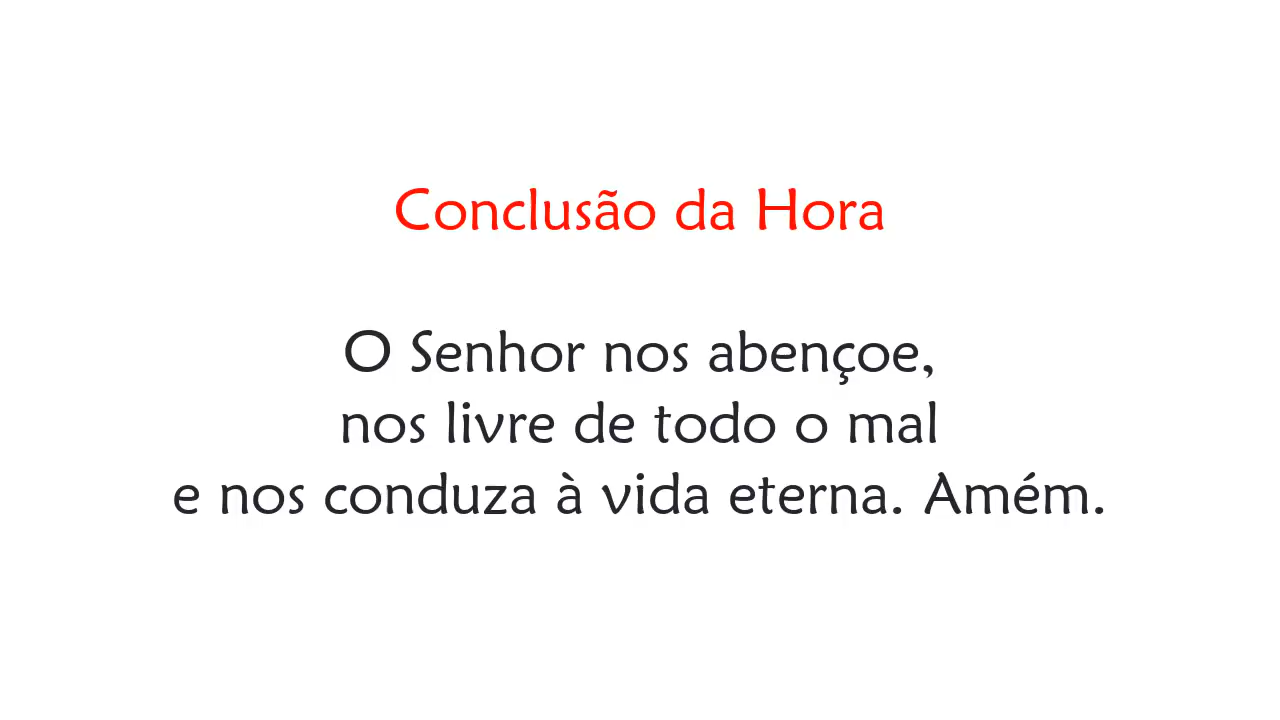 Conclusão da Hora
O Senhor nos abençoe,
nos livre de todo o mal
e nos conduza à vida eterna. Amém.